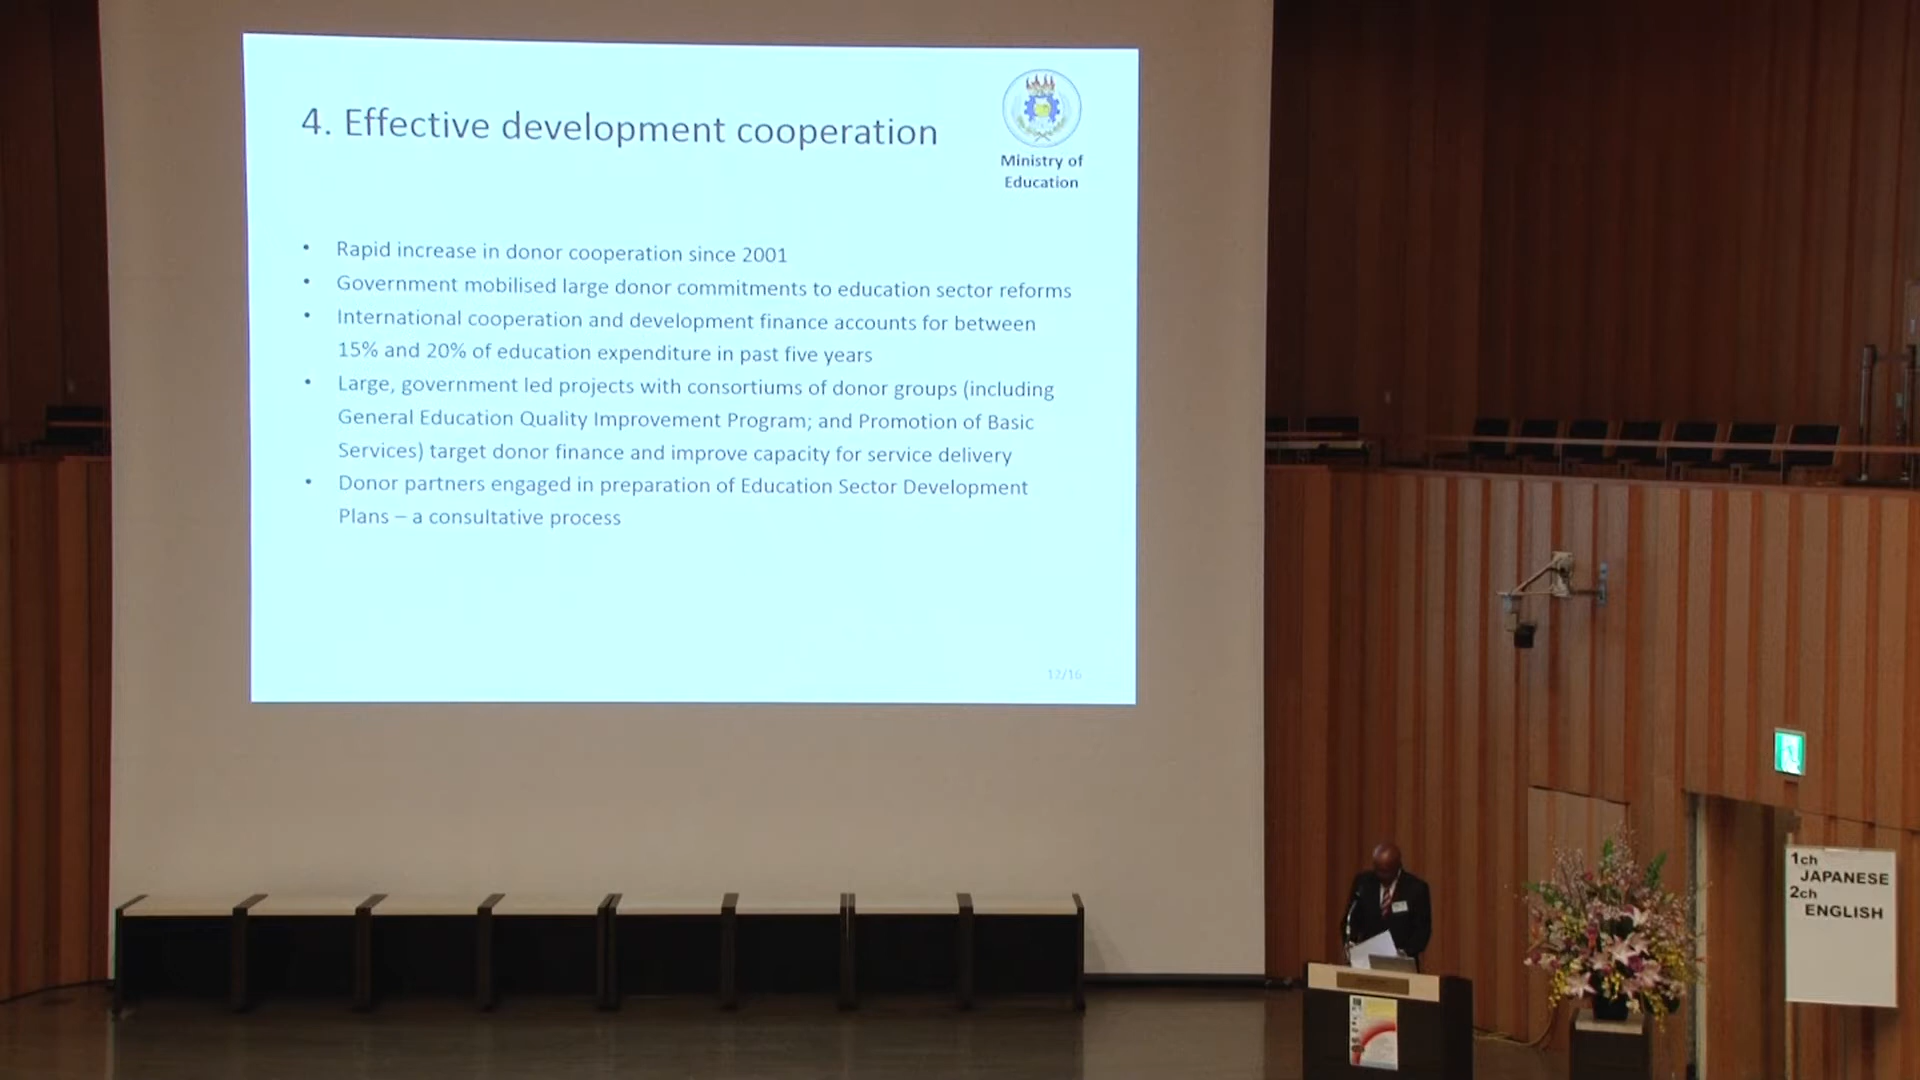 4. Effective development cooperation
Ministry of
Education
• Rapid increase in donor cooperation since 2001
• Government mobilised large donor commitments to education sector reforms
• International cooperation and development finance accounts for between
15% and 20% of education expenditure in past five years
• Large, government led projects with consortiums of donor groups (including
General Education Quality Improvement Program; and Promotion of Basic
Services) target donor finance and improve capacity for service delivery
• Donor partners engaged in preparation of Education Sector Development
Plans – a consultative process
12/16
1ch
JAPANESE
2ch
ENGLISH